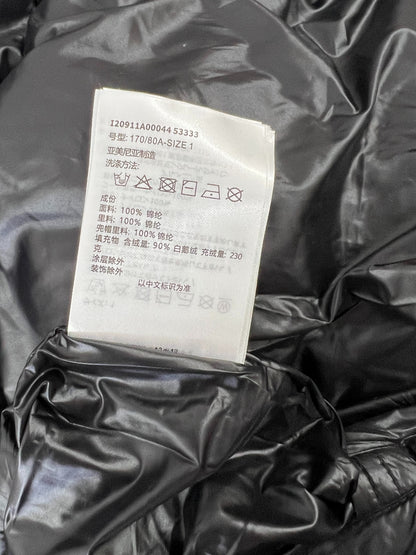 I20911A00044 53333
号型: 170/80A-SIZE 1
亚美尼亚制造
洗涤方法:
成份
面料: 100% 锦纶
里料: 100% 锦纶
兜帽里料: 100% 锦纶
填充物 含绒量: 90% 白鹅绒 充绒量: 230
克
涂层除外
装饰除外
以中文标识为准